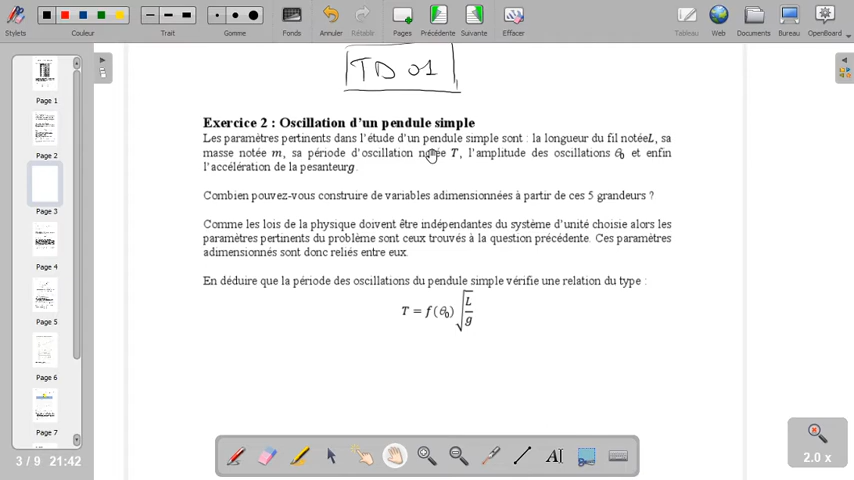 Stylets
Couleur
Trait
Gomme
Fonds
Annuler
Rétablir
Pages
Précédente
Suivante
Effacer
Tableau
Web
Documents
Bureau
OpenBoard
TD 01
Page 1
Page 2
Page 3
Page 4
Page 5
Page 6
Page 7
Exercice 2 : Oscillation d'un pendule simple
Les paramètres pertinents dans l'étude d'un pendule simple sont : la longueur du fil notéeL, sa
masse notée m, sa période d'oscillation notée T, l'amplitude des oscillations θ0 et enfin
l'accélération de la pesanteurg.
Combien pouvez-vous construire de variables adimensionnées à partir de ces 5 grandeurs ?
Comme les lois de la physique doivent être indépendantes du système d'unité choisie alors les
paramètres pertinents du problème sont ceux trouvés à la question précédente. Ces paramètres
adimensionnés sont donc reliés entre eux.
En déduire que la période des oscillations du pendule simple vérifie une relation du type :
T = f(θ0) √(L/g)
3 / 9 21:42
AI
2.0 x